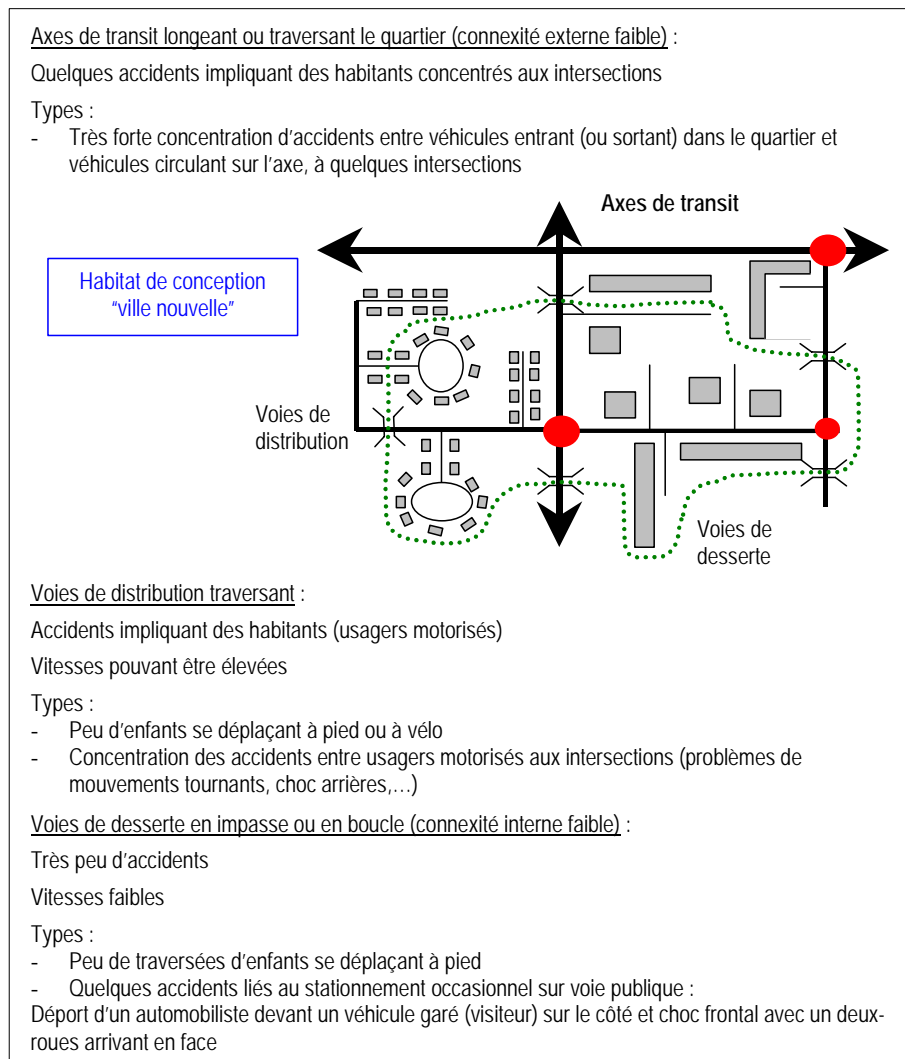 Axes de transit longeant ou traversant le quartier (connexité externe faible) :
Quelques accidents impliquant des habitants concentrés aux intersections
Types :
- Très forte concentration d'accidents entre véhicules entrant (ou sortant) dans le quartier et
véhicules circulant sur l'axe, à quelques intersections
Axes de transit
Habitat de conception
"ville nouvelle"
Voies de
distribution
Voies de
desserte
Voies de distribution traversant :
Accidents impliquant des habitants (usagers motorisés)
Vitesses pouvant être élevées
Types :
- Peu d'enfants se déplaçant à pied ou à vélo
- Concentration des accidents entre usagers motorisés aux intersections (problèmes de
mouvements tournants, choc arrières,…)
Voies de desserte en impasse ou en boucle (connexité interne faible) :
Très peu d'accidents
Vitesses faibles
Types :
- Peu de traversées d'enfants se déplaçant à pied
- Quelques accidents liés au stationnement occasionnel sur voie publique :
Déport d'un automobiliste devant un véhicule garé (visiteur) sur le côté et choc frontal avec un deux-
roues arrivant en face